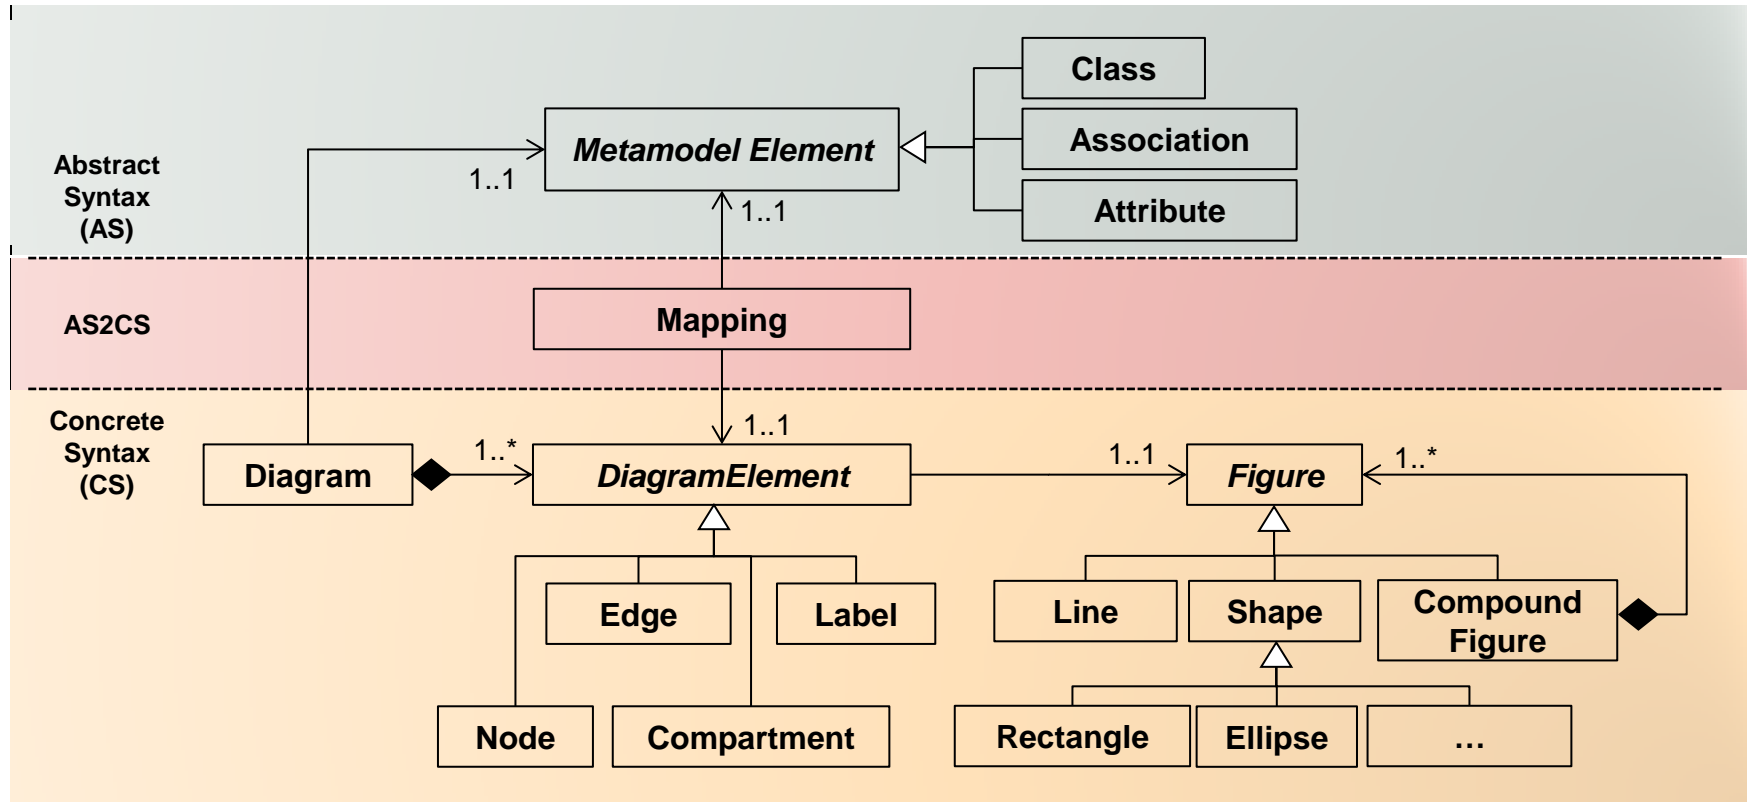 Class
Metamodel Element
Association
Abstract
Syntax
(AS)
1..1
1..1
Attribute
AS2CS
Mapping
Concrete
Syntax
(CS)
1..1
1..*
1..1
1..*
Diagram
DiagramElement
Figure
Edge
Label
Line
Shape
Compound
Figure
Node
Compartment
Rectangle
Ellipse
...